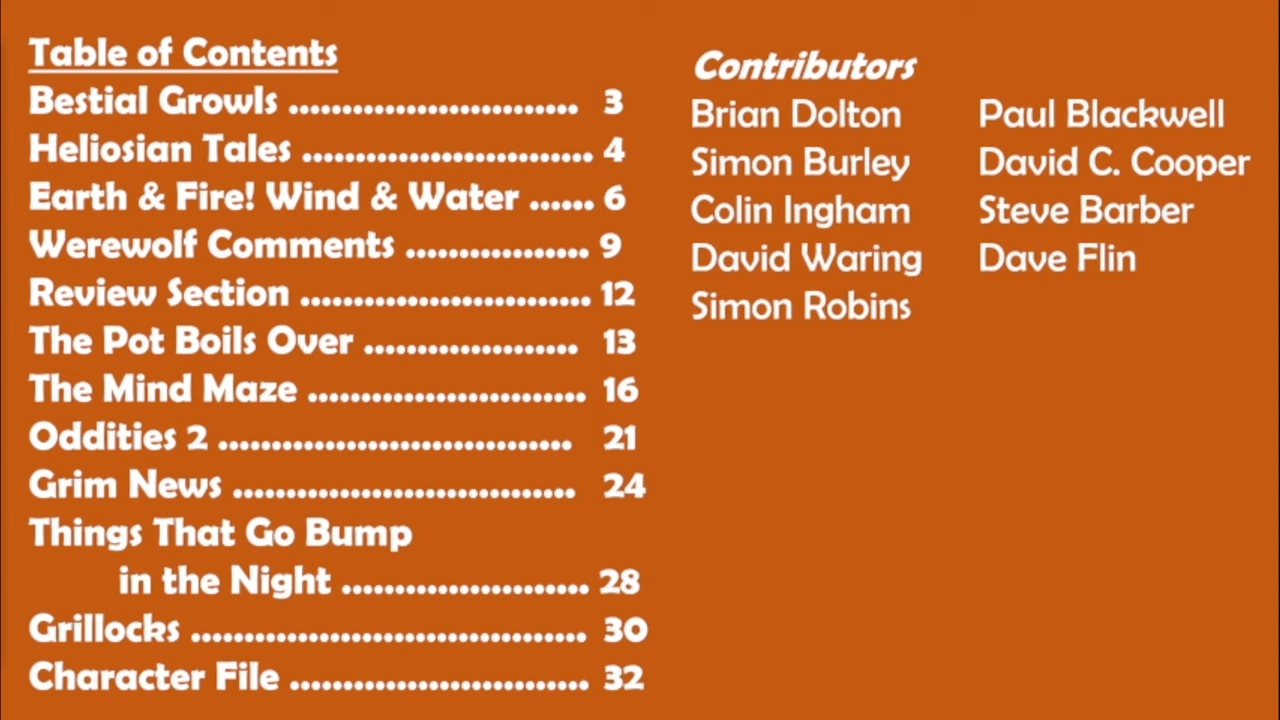 Table of Contents
Bestial Growls ........................... 3
Heliosian Tales ........................... 4
Earth & Fire! Wind & Water ...... 6
Werewolf Comments ................. 9
Review Section ........................... 12
The Pot Boils Over .................... 13
The Mind Maze .......................... 16
Oddities 2 ................................. 21
Grim News ................................ 24
Things That Go Bump
in the Night ....................... 28
Grillocks ..................................... 30
Character File ............................ 32
Contributors
Brian Dolton
Simon Burley
Colin Ingham
David Waring
Simon Robins
Paul Blackwell
David C. Cooper
Steve Barber
Dave Flin